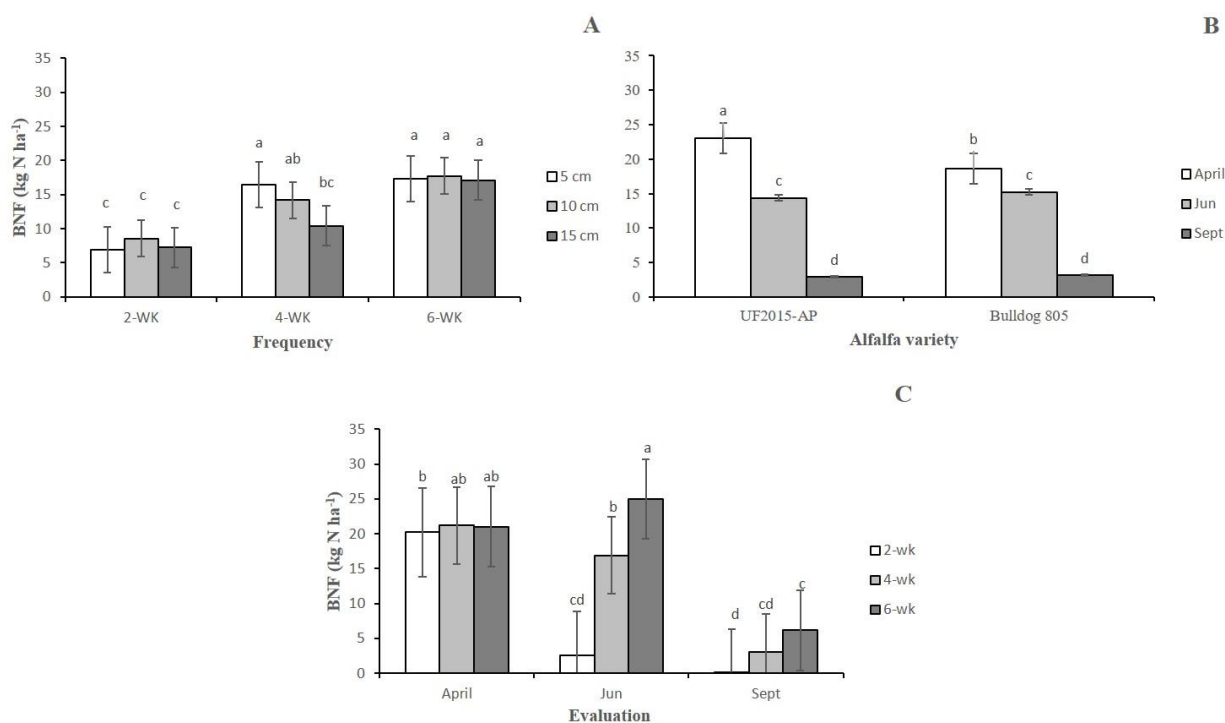 A
35
30
25
20
15
10
5
0
BNF (kg N ha-1)
c c c
a ab bc
a a a
2-WK 4-WK 6-WK
Frequency
5 cm
10 cm
15 cm
B
35
30
25
20
15
10
5
0
a
c
d
b
c
d
UF2015-AP Bulldog 805
Alfalfa variety
April
Jun
Sept
C
35
30
25
20
15
10
5
0
BNF (kg N ha-1)
b ab ab
cd b a
d cd c
April Jun Sept
Evaluation
2-wk
4-wk
6-wk